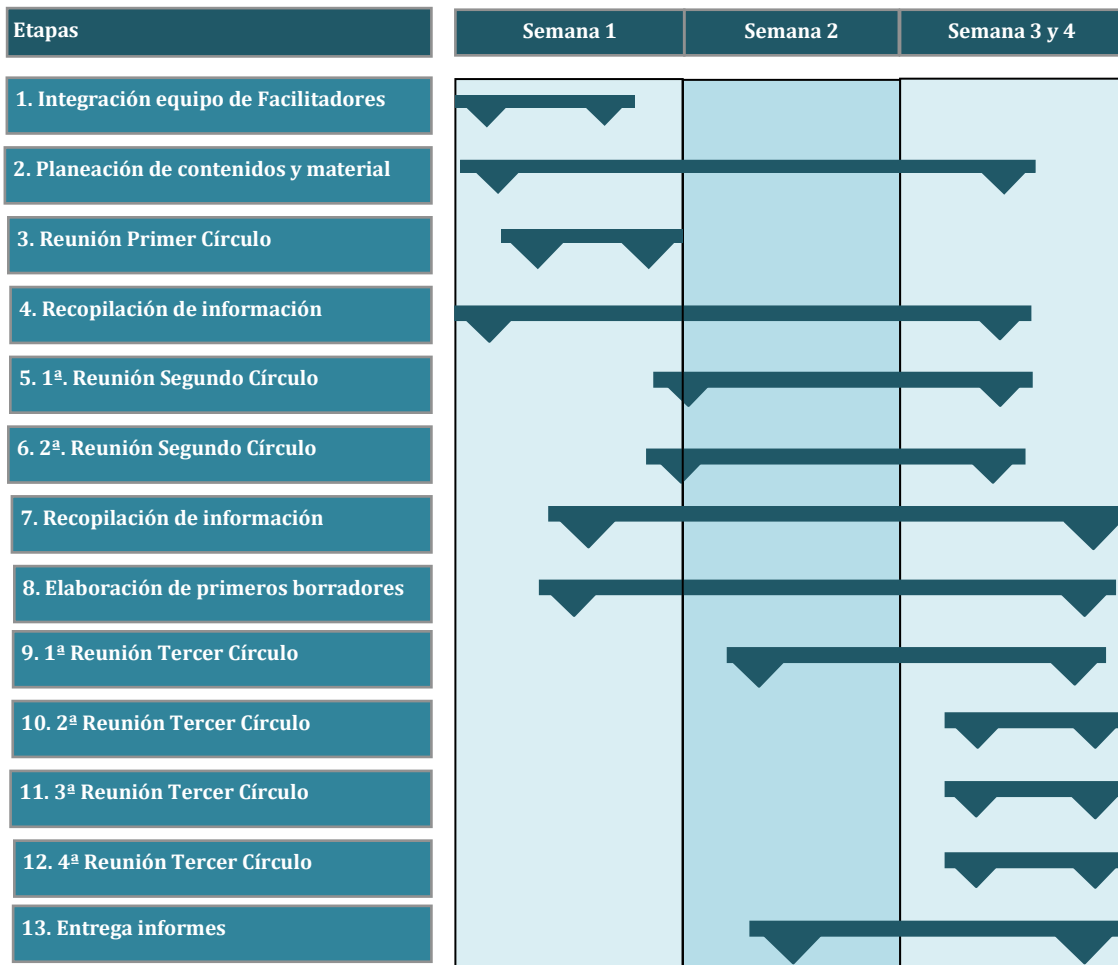 Etapas
Semana 1
Semana 2
Semana 3 y 4
1. Integración equipo de Facilitadores
2. Planeación de contenidos y material
3. Reunión Primer Círculo
4. Recopilación de información
5. 1ª. Reunión Segundo Círculo
6. 2ª. Reunión Segundo Círculo
7. Recopilación de información
8. Elaboración de primeros borradores
9. 1ª Reunión Tercer Círculo
10. 2ª Reunión Tercer Círculo
11. 3ª Reunión Tercer Círculo
12. 4ª Reunión Tercer Círculo
13. Entrega informes